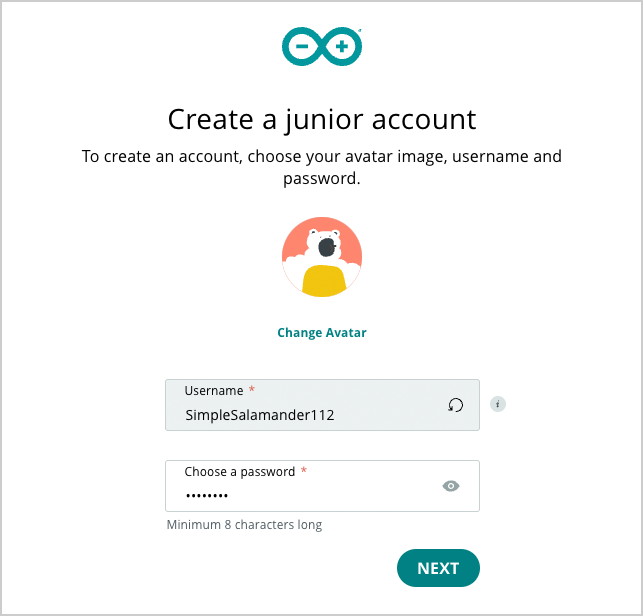 Create a junior account
To create an account, choose your avatar image, username and
password.
Change Avatar
Username *
SimpleSalamander112
Choose a password *
••••••••
Minimum 8 characters long
NEXT